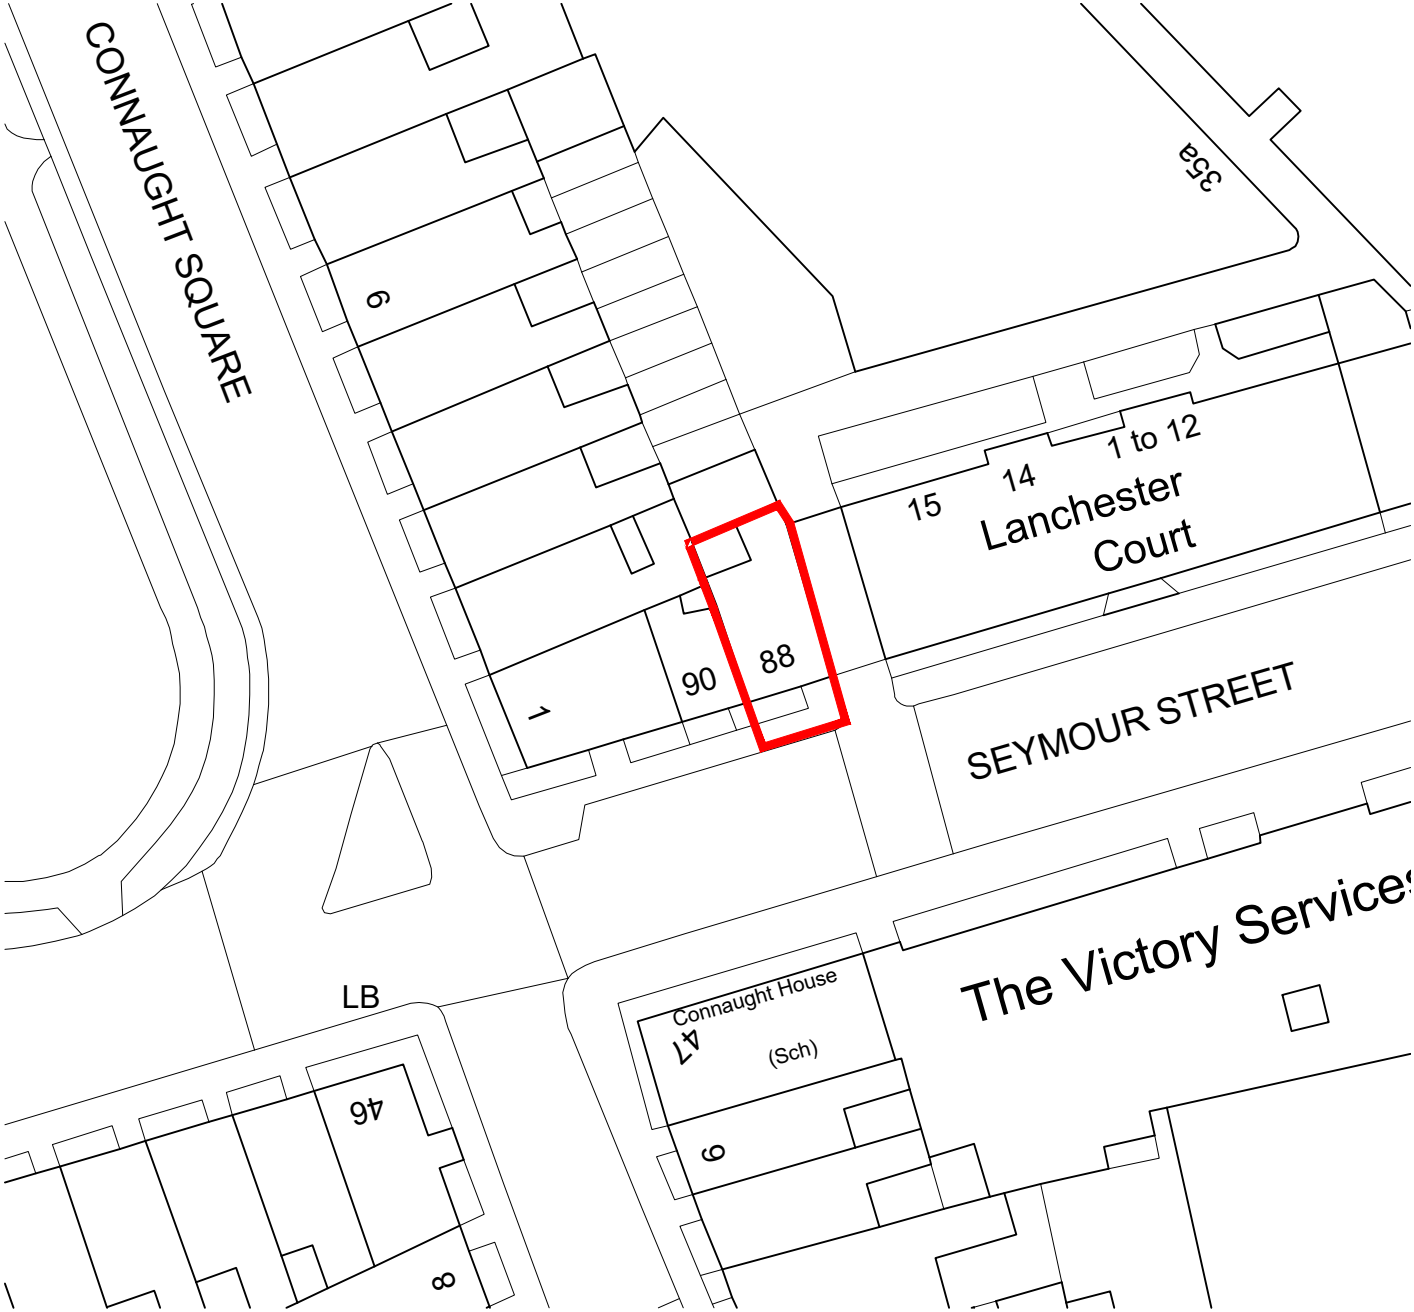 CONNAUGHT SQUARE
35a
6
1 to 12
14
15
Lanchester
Court
88
90
1
SEYMOUR STREET
The Victory Services
LB
Connaught House
47
(Sch)
46
9
8